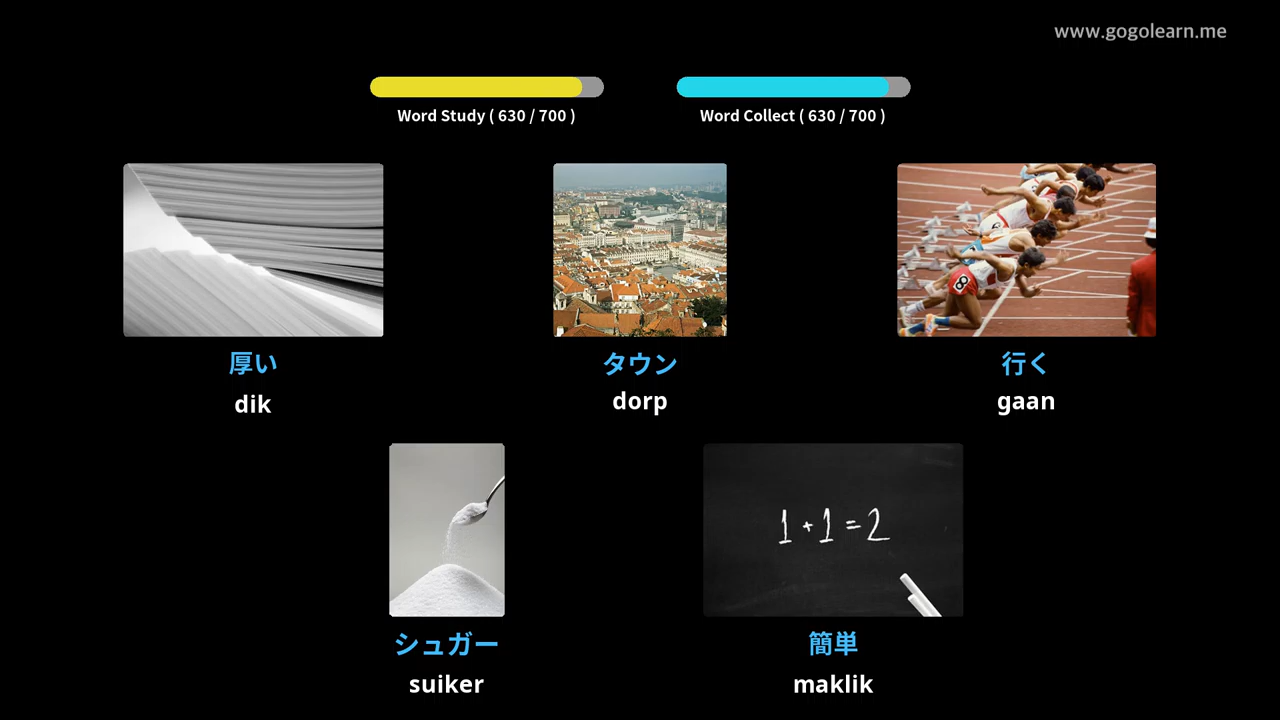 www.gogolearn.me
Word Study ( 630 / 700 )
Word Collect ( 630 / 700 )
厚い
dik
タウン
dorp
行く
gaan
8
1 + 1 = 2
シュガー
suiker
簡単
maklik